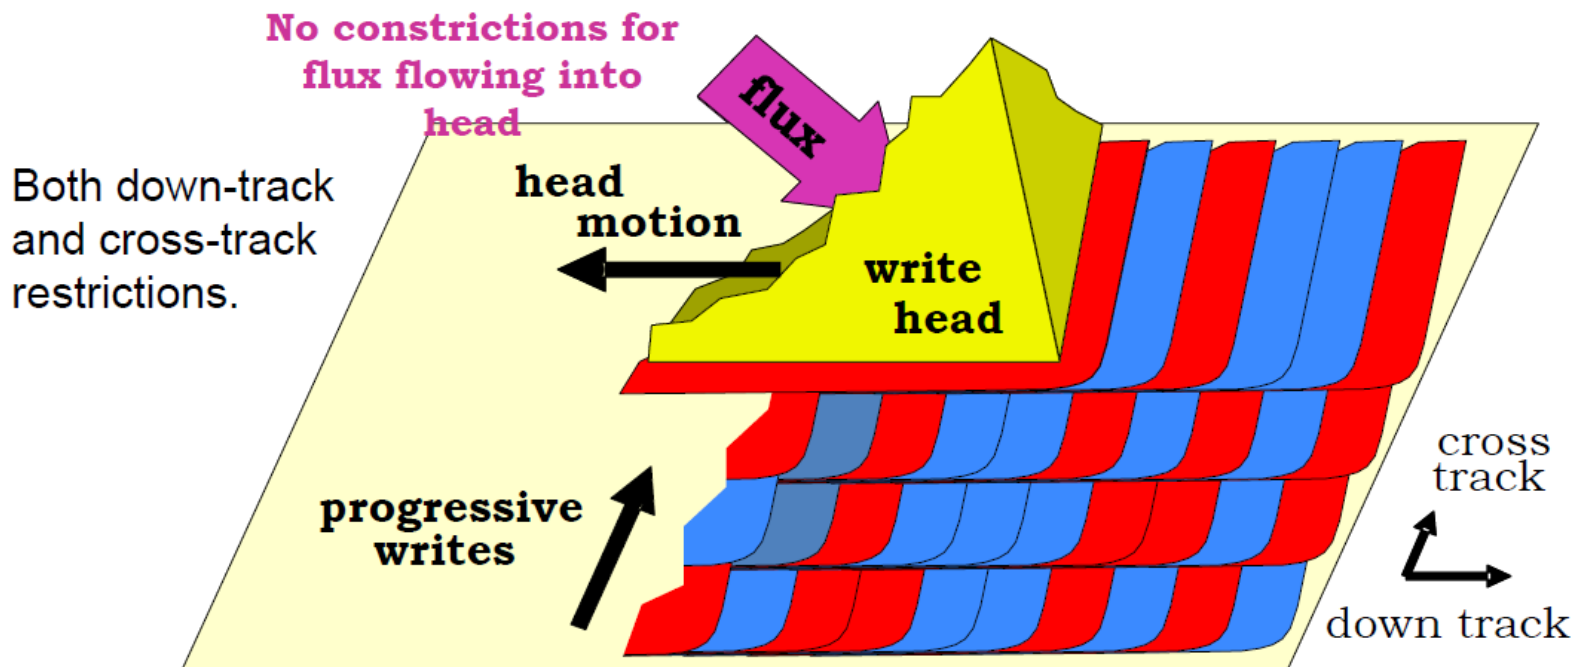 No constrictions for
flux flowing into
head
flux
Both down-track
and cross-track
restrictions.
head
motion
write
head
progressive
writes
cross
track
down track